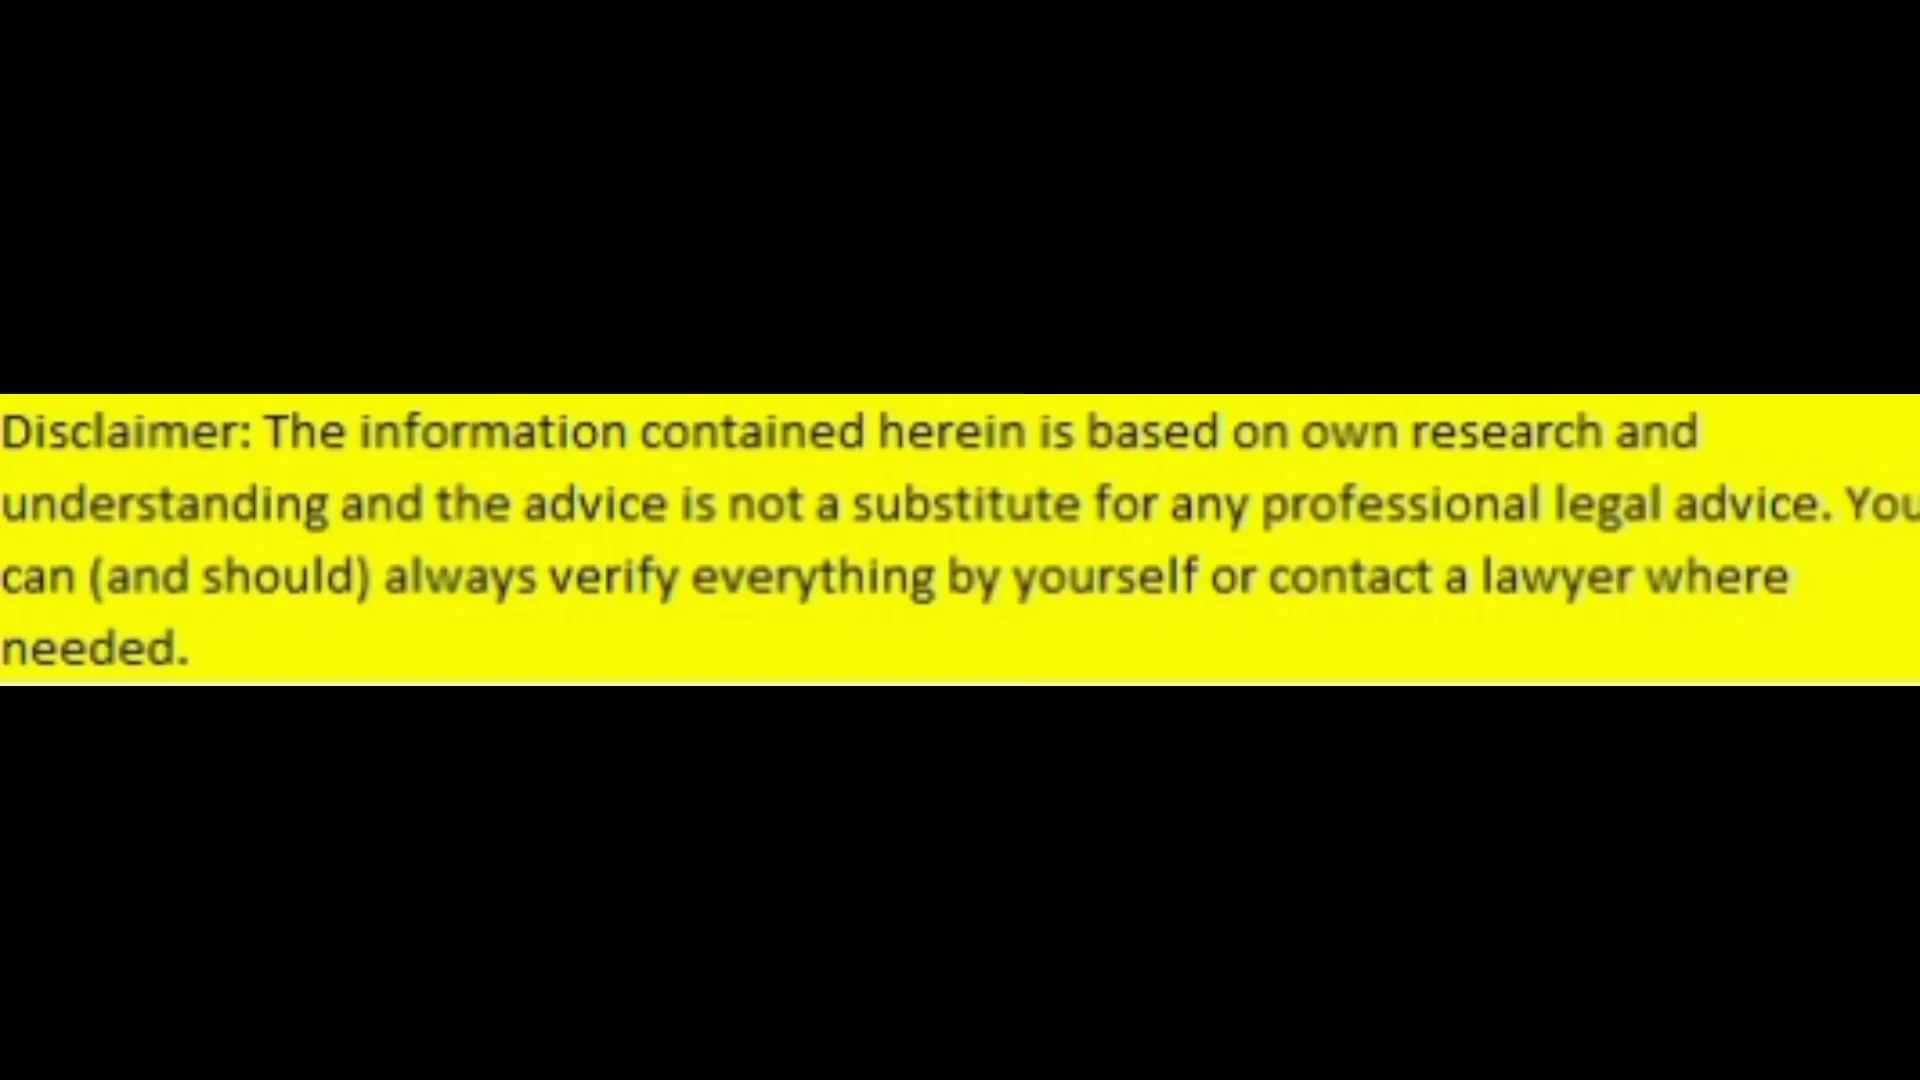 Disclaimer: The information contained herein is based on own research and
understanding and the advice is not a substitute for any professional legal advice. You
can (and should) always verify everything by yourself or contact a lawyer where
needed.